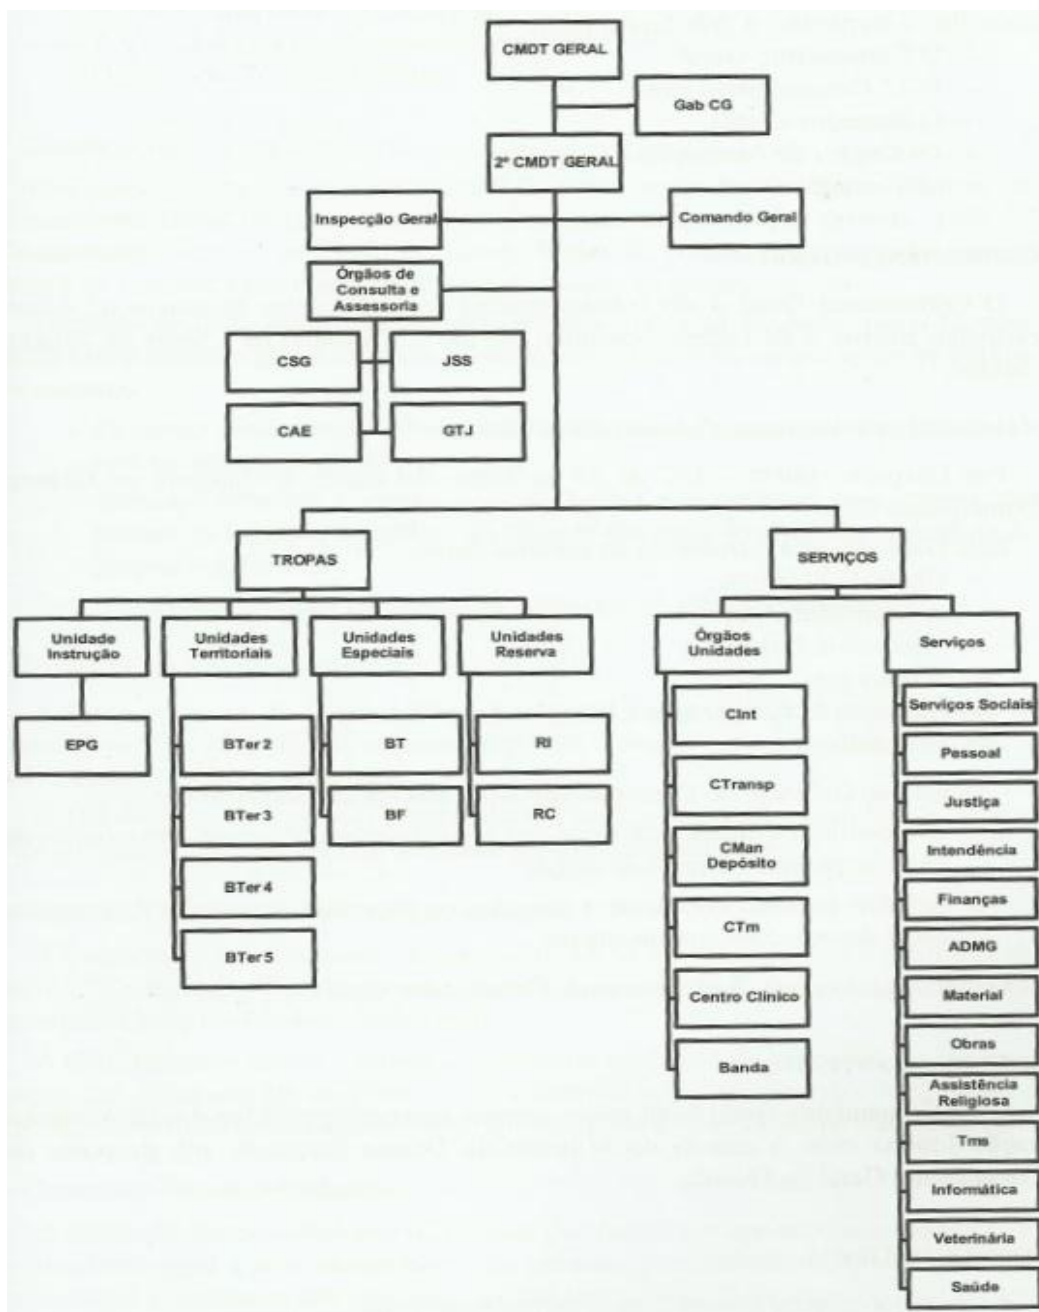 CMDT GERAL
Gab CG
2º CMDT GERAL
Inspecção Geral
Comando Geral
Órgãos de
Consulta e
Assessoria
CSG
JSS
CAE
GTJ
TROPAS
SERVIÇOS
Unidade
Instrução
Unidades
Territoriais
Unidades
Especiais
Unidades
Reserva
Órgãos
Unidades
Serviços
EPG
BTer 2
BTer 3
BTer 4
BTer 5
BT
BF
RI
RC
CInt
CTransp
CMan
Depósito
CTm
Centro Clínico
Banda
Serviços Sociais
Pessoal
Justiça
Intendência
Finanças
ADMG
Material
Obras
Assistência
Religiosa
Tms
Informática
Veterinária
Saúde